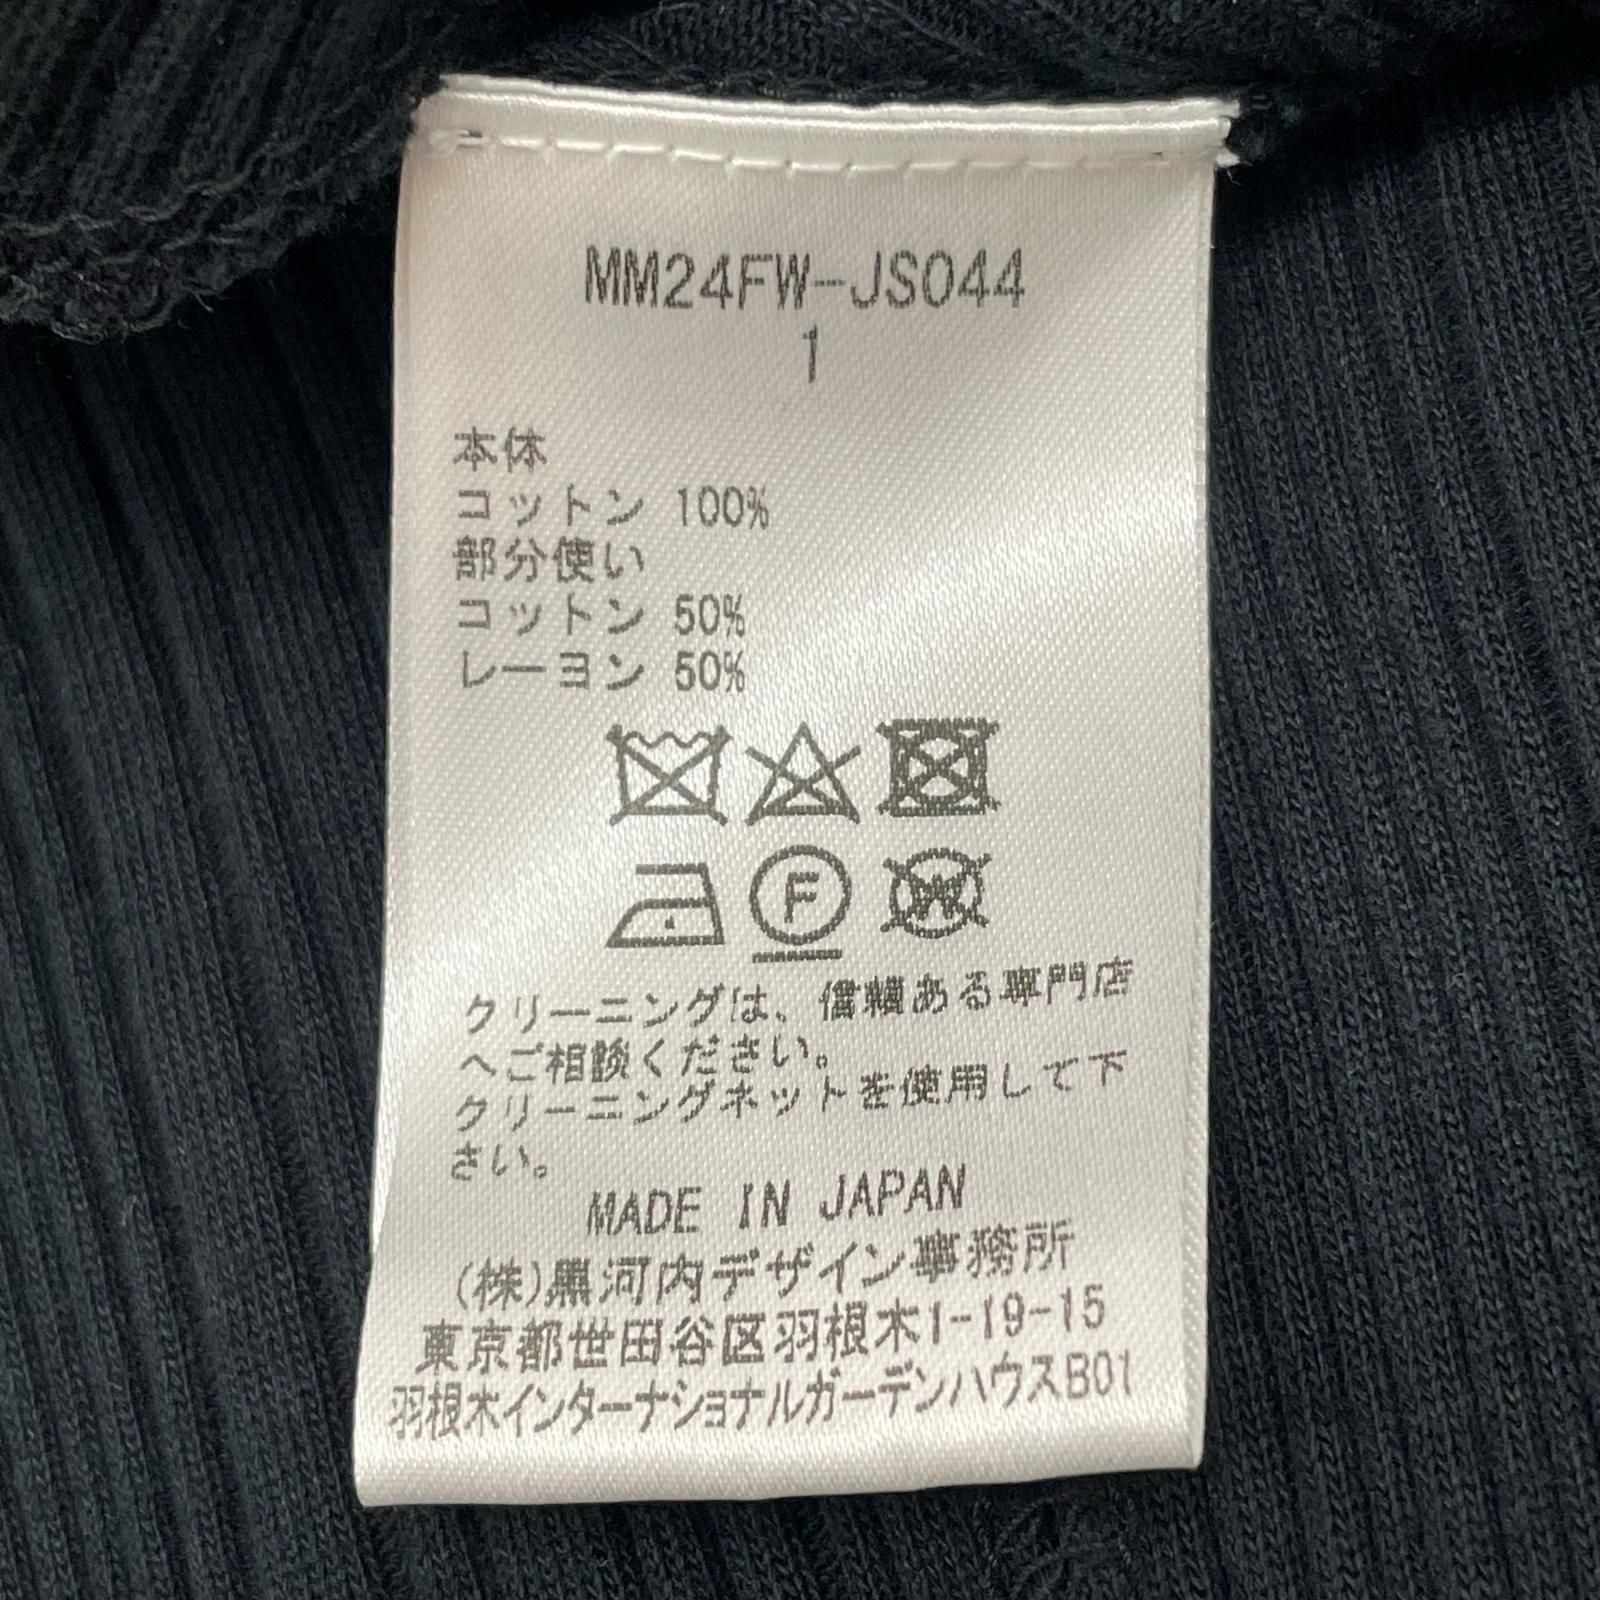 MM24FW-JS044
1
本体
コットン 100%
部分使い
コットン 50%
レーヨン 50%
F
W
クリーニングは、信頼ある専門店
へご相談ください。
クリーニングネットを使用して下
さい。
MADE IN JAPAN
(株)黒河内デザイン事務所
東京都世田谷区羽根木1-19-15
羽根木インターナショナルガーデンハウスB01